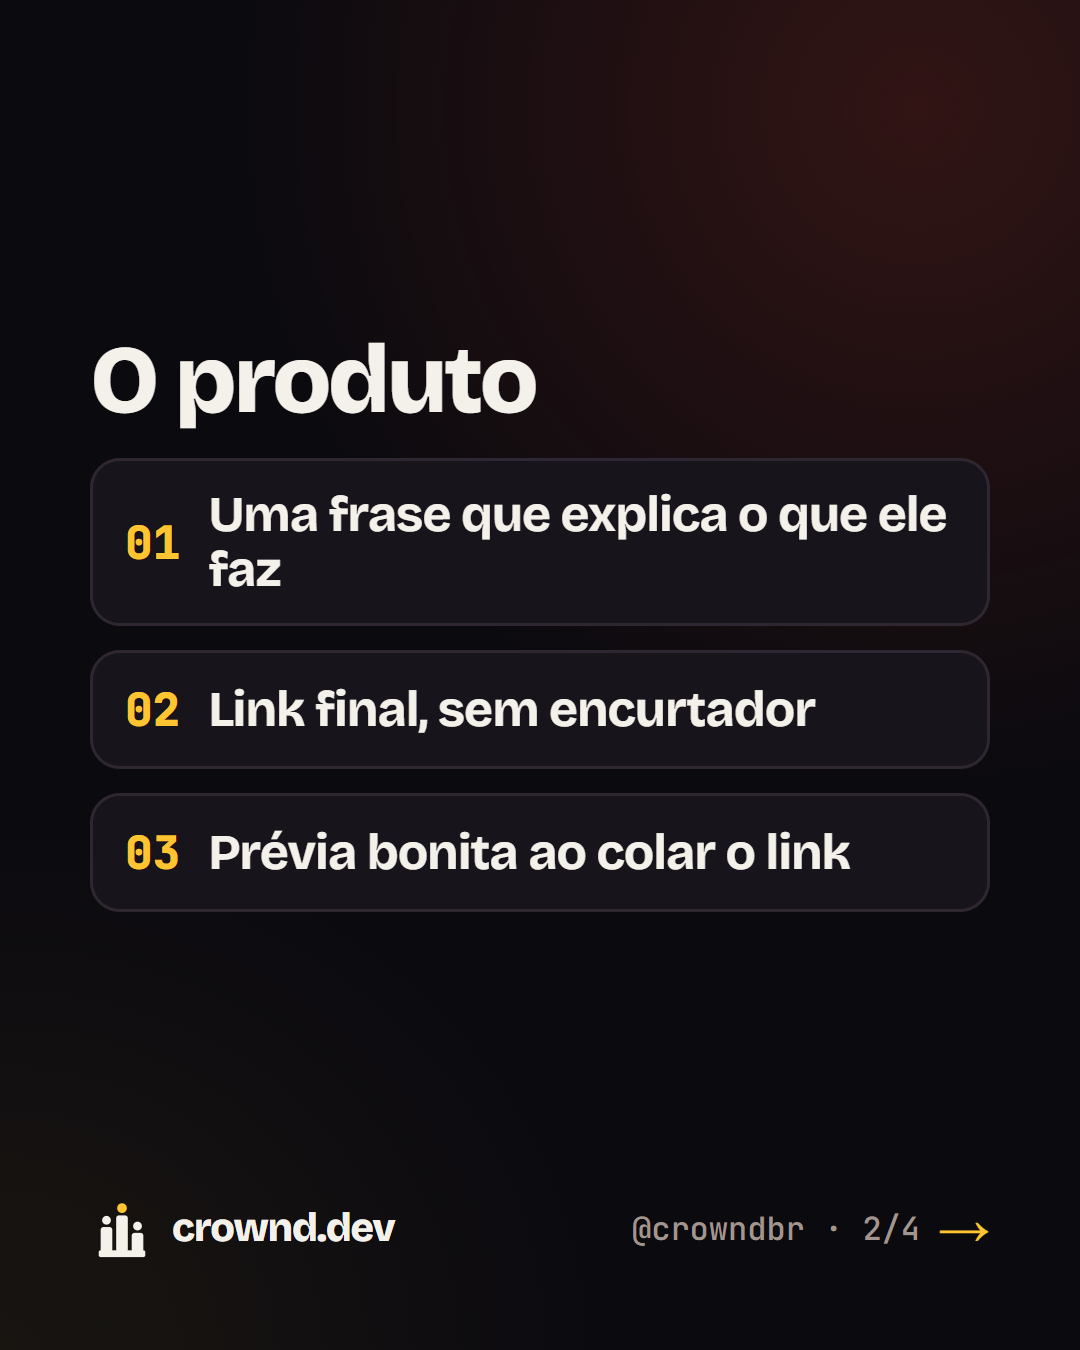 O produto
01 Uma frase que explica o que ele
faz
02 Link final, sem encurtador
03 Prévia bonita ao colar o link
crownd.dev @crowndbr · 2/4 →